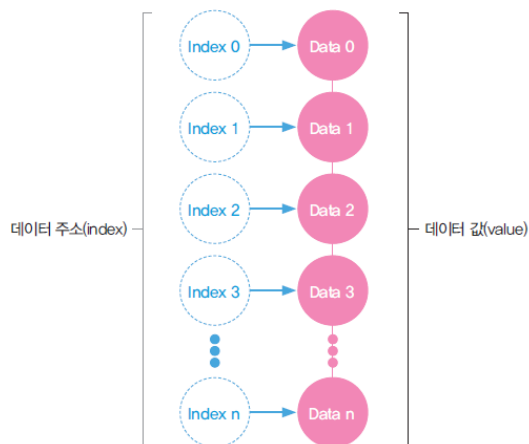 Index 0 Data 0
Index 1 Data 1
Index 2 Data 2
데이터 주소(index)
데이터 값(value)
Index 3 Data 3
Index n Data n